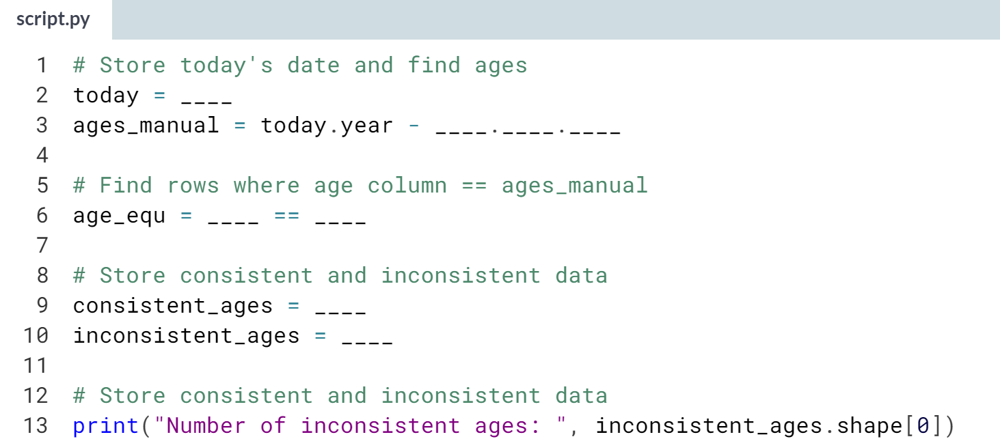 script.py
1 # Store today's date and find ages
2 today = ____
3 ages_manual = today.year - ____.____.____
4
5 # Find rows where age column == ages_manual
6 age_equ = ____ == ____
7
8 # Store consistent and inconsistent data
9 consistent_ages = ____
10 inconsistent_ages = ____
11
12 # Store consistent and inconsistent data
13 print("Number of inconsistent ages: ", inconsistent_ages.shape[0])